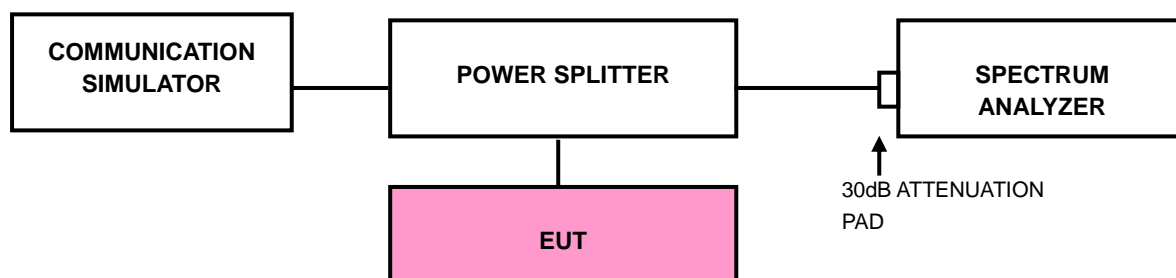 COMMUNICATION
SIMULATOR
POWER SPLITTER
SPECTRUM
ANALYZER
30dB ATTENUATION
PAD
EUT